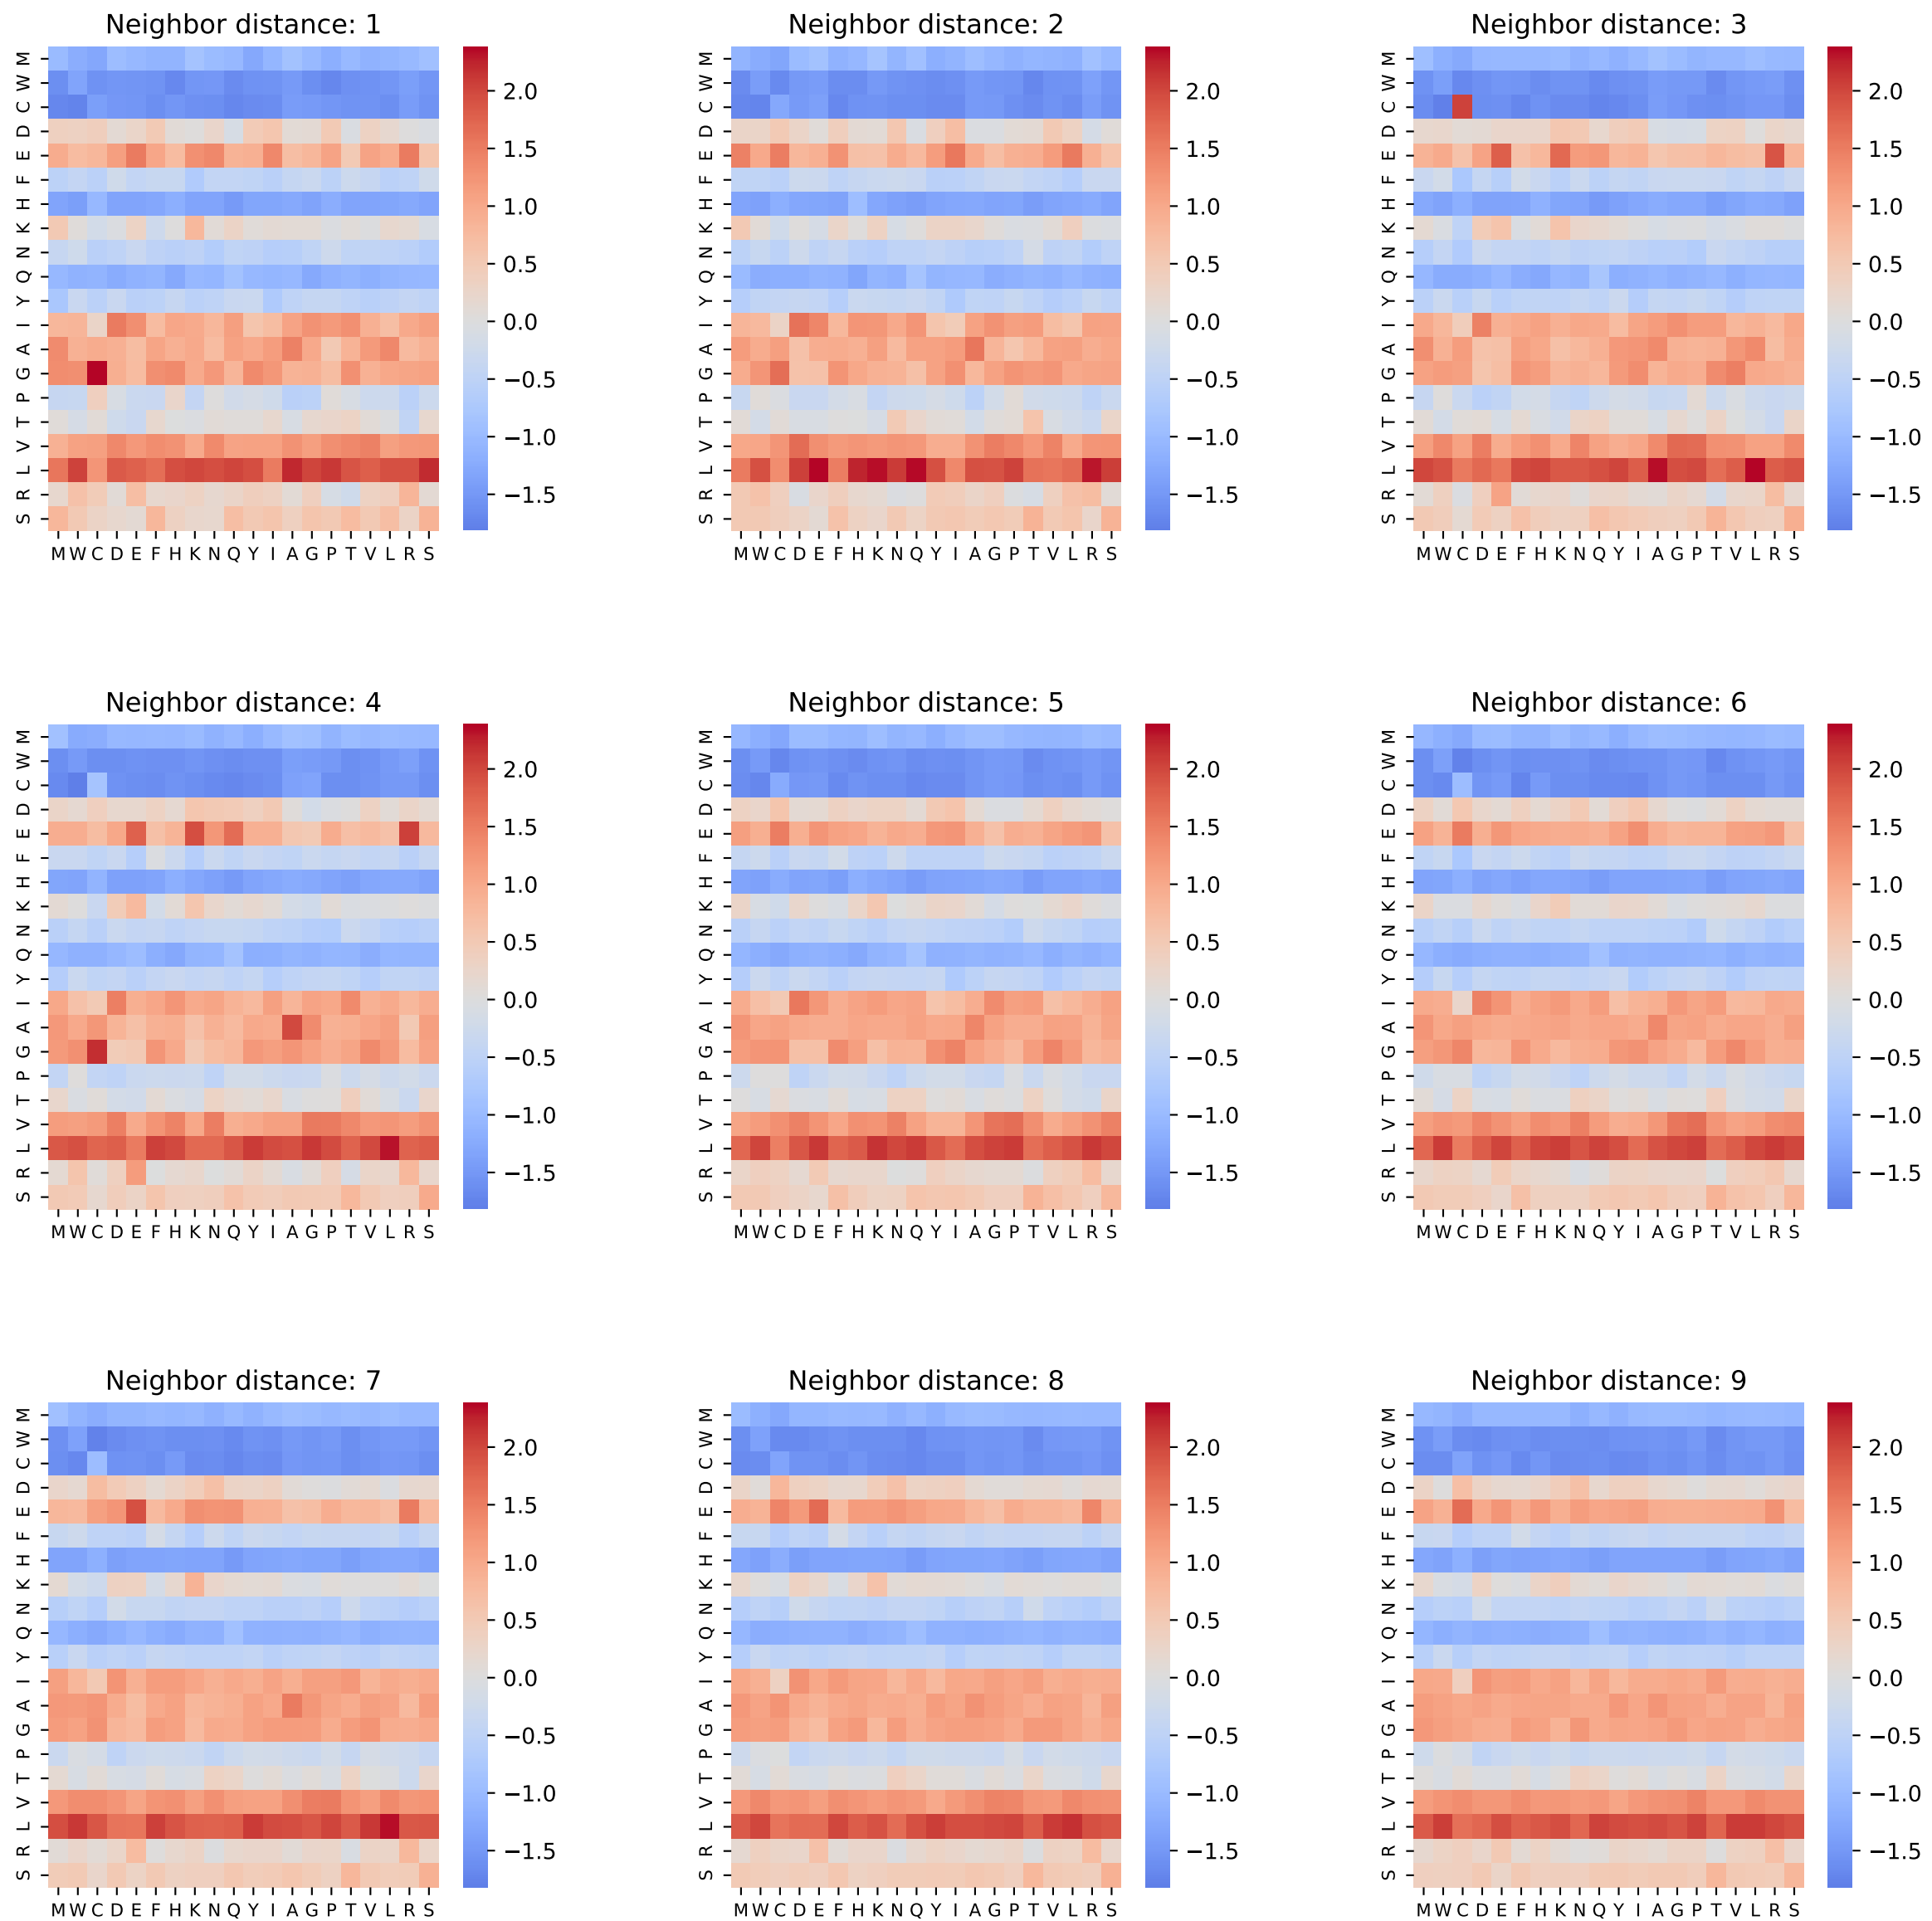 Neighbor distance: 1
M
W
C
D
E
F
H
K
N
Q
Y
I
A
G
P
T
V
L
R
S
M W C D E F H K N Q Y I A G P T V L R S
2.0
1.5
1.0
0.5
0.0
−0.5
−1.0
−1.5
Neighbor distance: 2
M
W
C
D
E
F
H
K
N
Q
Y
I
A
G
P
T
V
L
R
S
M W C D E F H K N Q Y I A G P T V L R S
2.0
1.5
1.0
0.5
0.0
−0.5
−1.0
−1.5
Neighbor distance: 3
M
W
C
D
E
F
H
K
N
Q
Y
I
A
G
P
T
V
L
R
S
M W C D E F H K N Q Y I A G P T V L R S
2.0
1.5
1.0
0.5
0.0
−0.5
−1.0
−1.5
Neighbor distance: 4
M
W
C
D
E
F
H
K
N
Q
Y
I
A
G
P
T
V
L
R
S
M W C D E F H K N Q Y I A G P T V L R S
2.0
1.5
1.0
0.5
0.0
−0.5
−1.0
−1.5
Neighbor distance: 5
M
W
C
D
E
F
H
K
N
Q
Y
I
A
G
P
T
V
L
R
S
M W C D E F H K N Q Y I A G P T V L R S
2.0
1.5
1.0
0.5
0.0
−0.5
−1.0
−1.5
Neighbor distance: 6
M
W
C
D
E
F
H
K
N
Q
Y
I
A
G
P
T
V
L
R
S
M W C D E F H K N Q Y I A G P T V L R S
2.0
1.5
1.0
0.5
0.0
−0.5
−1.0
−1.5
Neighbor distance: 7
M
W
C
D
E
F
H
K
N
Q
Y
I
A
G
P
T
V
L
R
S
M W C D E F H K N Q Y I A G P T V L R S
2.0
1.5
1.0
0.5
0.0
−0.5
−1.0
−1.5
Neighbor distance: 8
M
W
C
D
E
F
H
K
N
Q
Y
I
A
G
P
T
V
L
R
S
M W C D E F H K N Q Y I A G P T V L R S
2.0
1.5
1.0
0.5
0.0
−0.5
−1.0
−1.5
Neighbor distance: 9
M
W
C
D
E
F
H
K
N
Q
Y
I
A
G
P
T
V
L
R
S
M W C D E F H K N Q Y I A G P T V L R S
2.0
1.5
1.0
0.5
0.0
−0.5
−1.0
−1.5